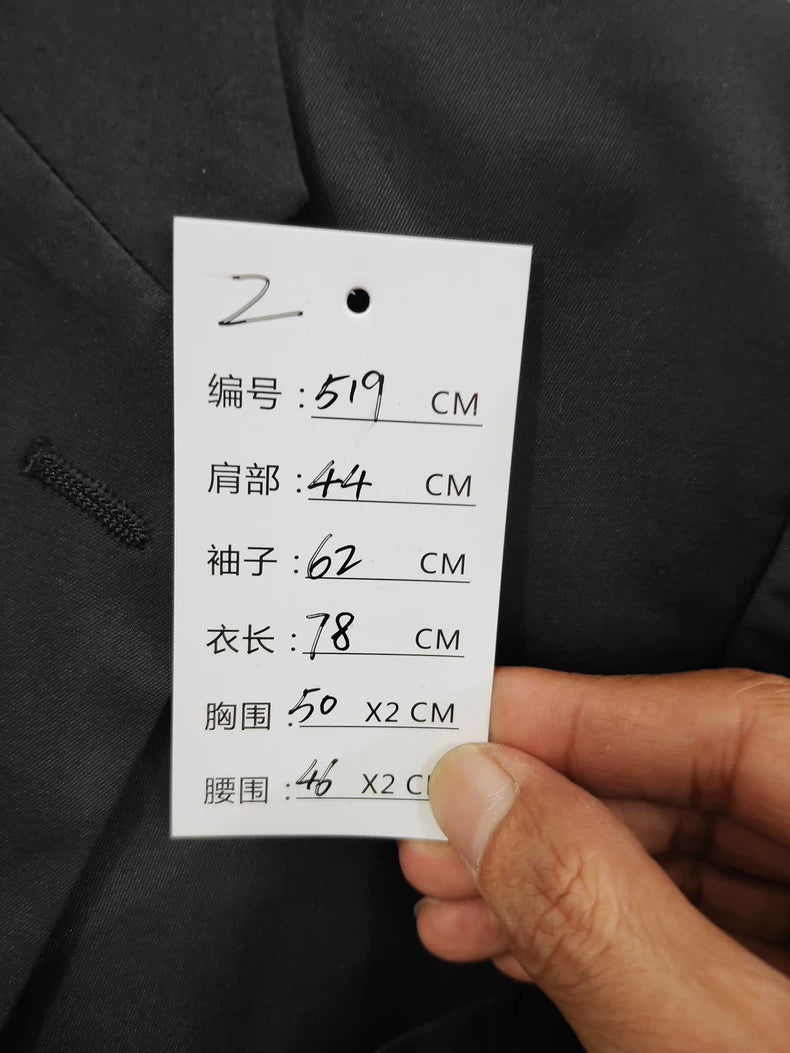 2
编号：519 CM
肩部：44 CM
袖子：62 CM
衣长：78 CM
胸围：50 X2 CM
腰围：46 X2 C